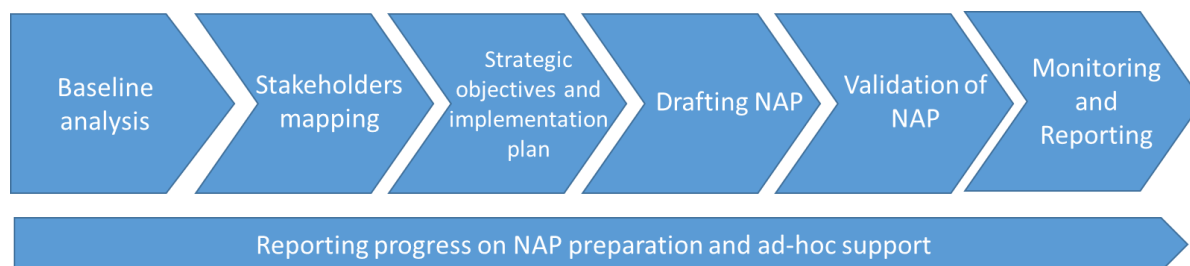 Baseline
analysis
Stakeholders
mapping
Strategic
objectives and
implementation
plan
Drafting NAP
Validation of
NAP
Monitoring
and
Reporting
Reporting progress on NAP preparation and ad-hoc support